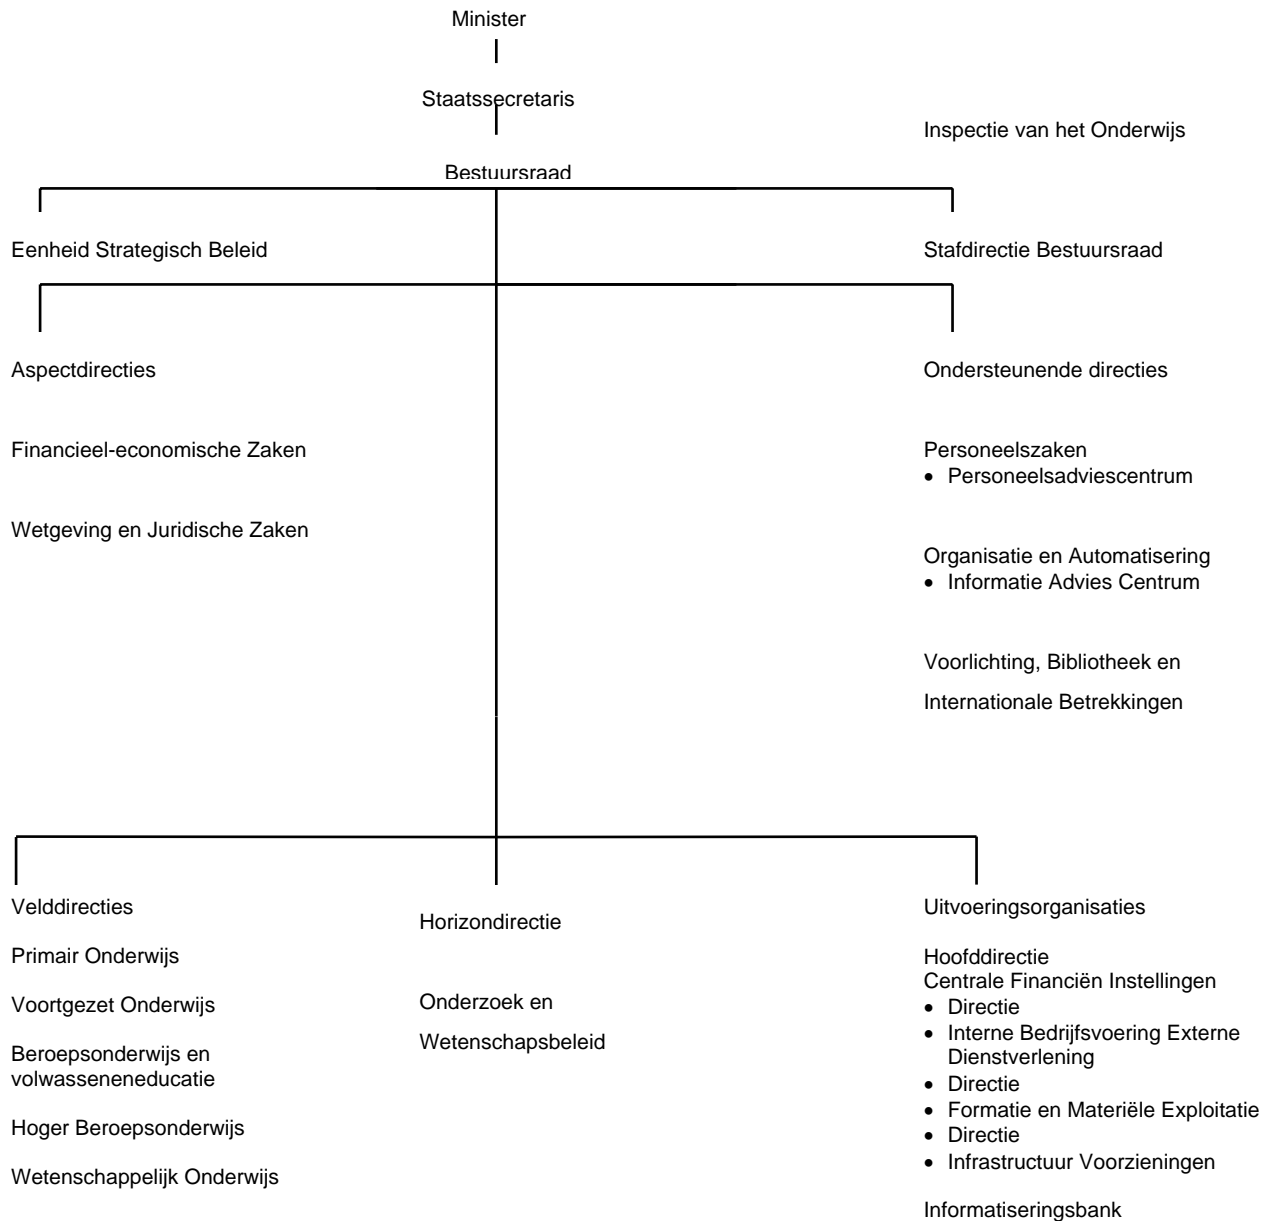 Minister
Staatssecretaris
Inspectie van het Onderwijs
Bestuursraad
Eenheid Strategisch Beleid
Stafdirectie Bestuursraad
Aspectdirecties
Financieel-economische Zaken
Wetgeving en Juridische Zaken
Ondersteunende directies
Personeelszaken
• Personeelsadviescentrum
Organisatie en Automatisering
• Informatie Advies Centrum
Voorlichting, Bibliotheek en
Internationale Betrekkingen
Velddirecties
Primair Onderwijs
Voortgezet Onderwijs
Beroepsonderwijs en
volwasseneneducatie
Hoger Beroepsonderwijs
Wetenschappelijk Onderwijs
Horizondirectie
Onderzoek en
Wetenschapsbeleid
Uitvoeringsorganisaties
Hoofddirectie
Centrale Financiën Instellingen
• Directie
• Interne Bedrijfsvoering Externe
Dienstverlening
• Directie
• Formatie en Materiële Exploitatie
• Directie
• Infrastructuur Voorzieningen
Informatiseringsbank